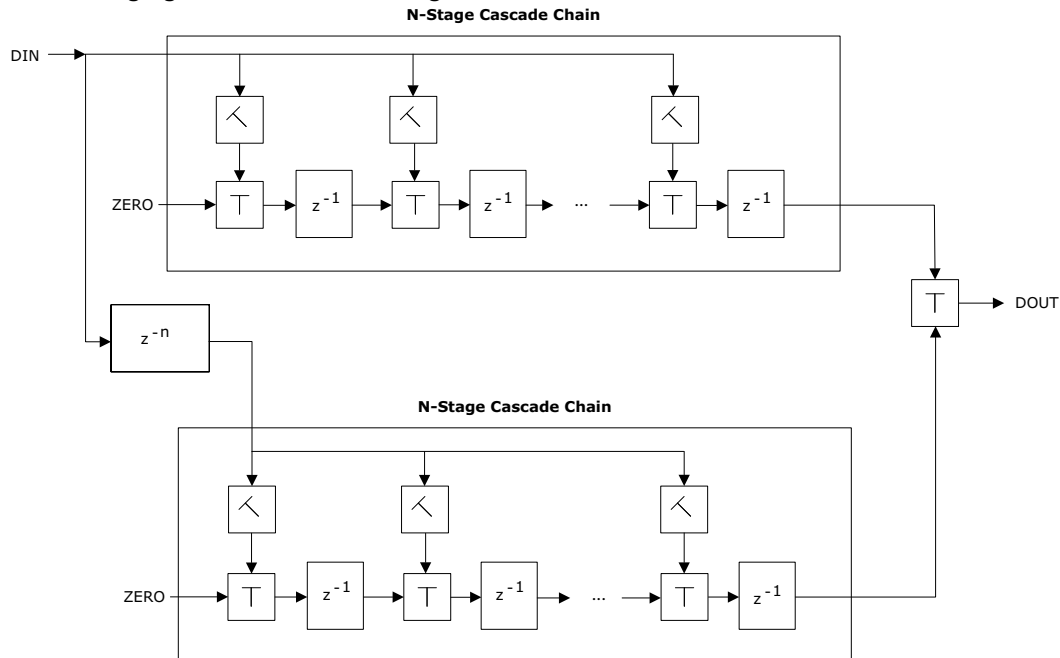 N-Stage Cascade Chain
DIN
ZERO
z⁻¹
z⁻¹
...
z⁻¹
DOUT
z⁻ⁿ
N-Stage Cascade Chain
ZERO
z⁻¹
z⁻¹
...
z⁻¹